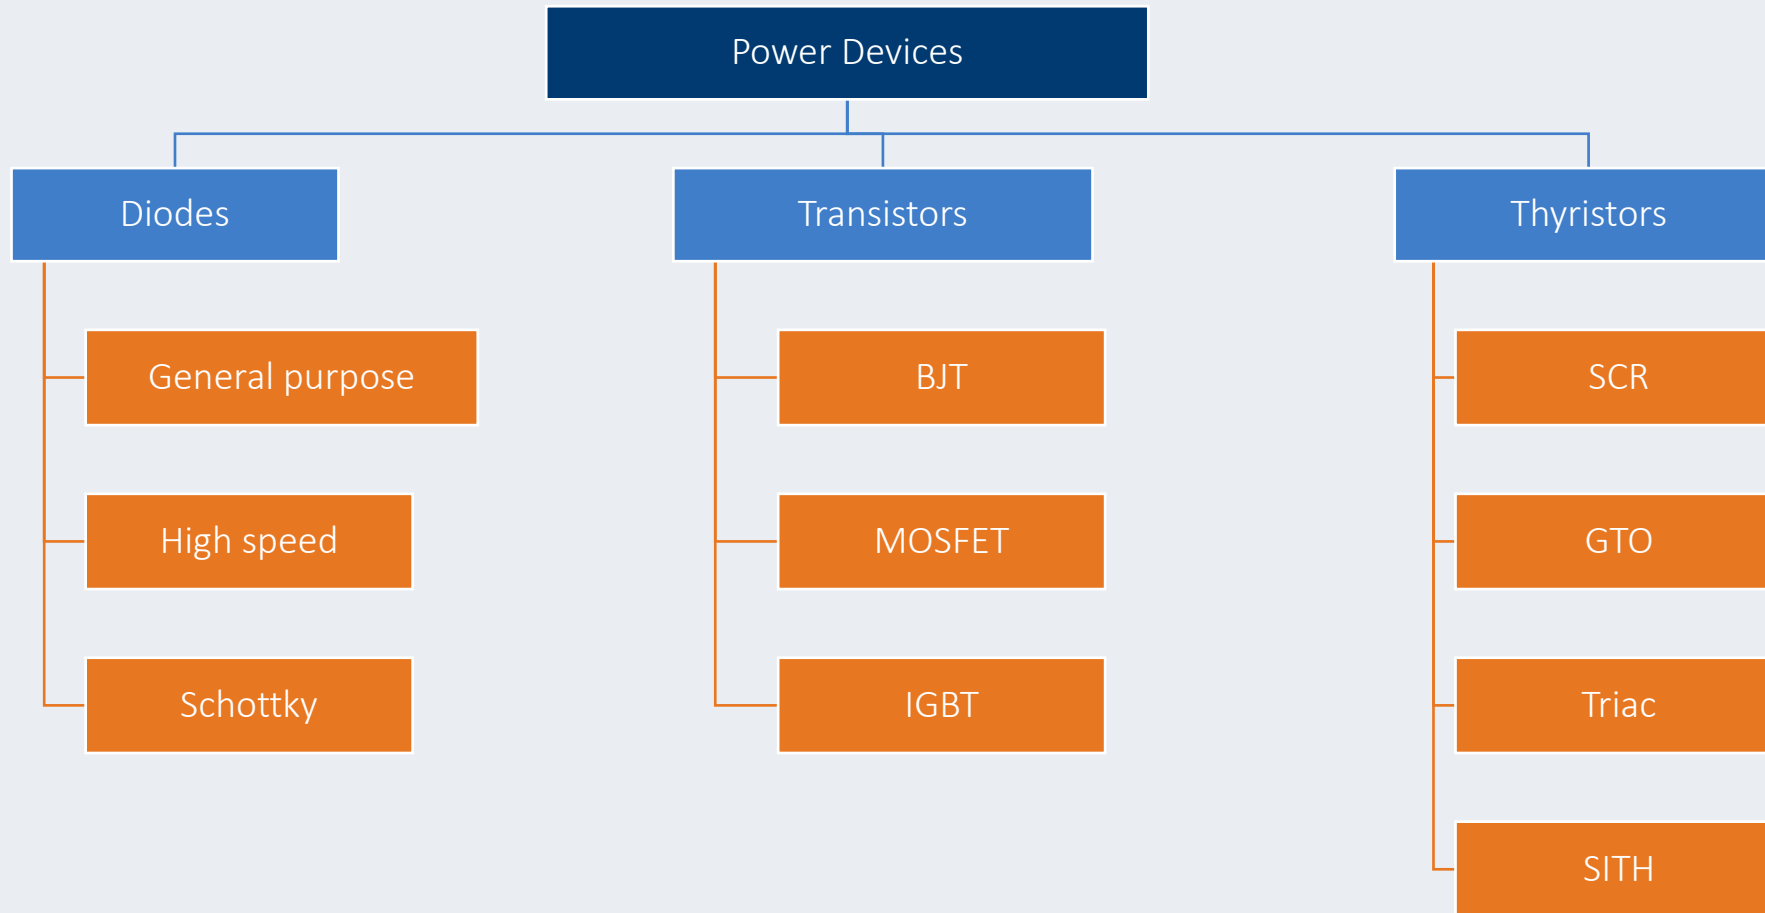 Power Devices
Diodes
Transistors
Thyristors
General purpose
BJT
SCR
High speed
MOSFET
GTO
Schottky
IGBT
Triac
SITH